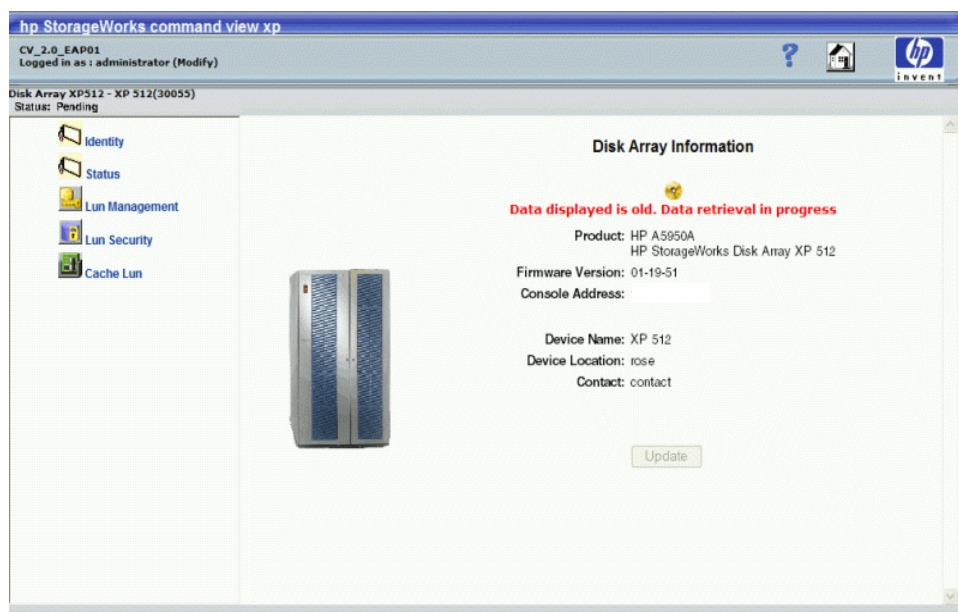 hp StorageWorks command view xp
CV_2.0_EAP01
Logged in as : administrator (Modify)
?
hp
invent
Disk Array XP512 - XP 512(30055)
Status: Pending
Identity
Status
Lun Management
Lun Security
Cache Lun
Disk Array Information
Data displayed is old. Data retrieval in progress
Product: HP A5950A
HP StorageWorks Disk Array XP 512
Firmware Version: 01-19-51
Console Address:
Device Name: XP 512
Device Location: rose
Contact: contact
Update